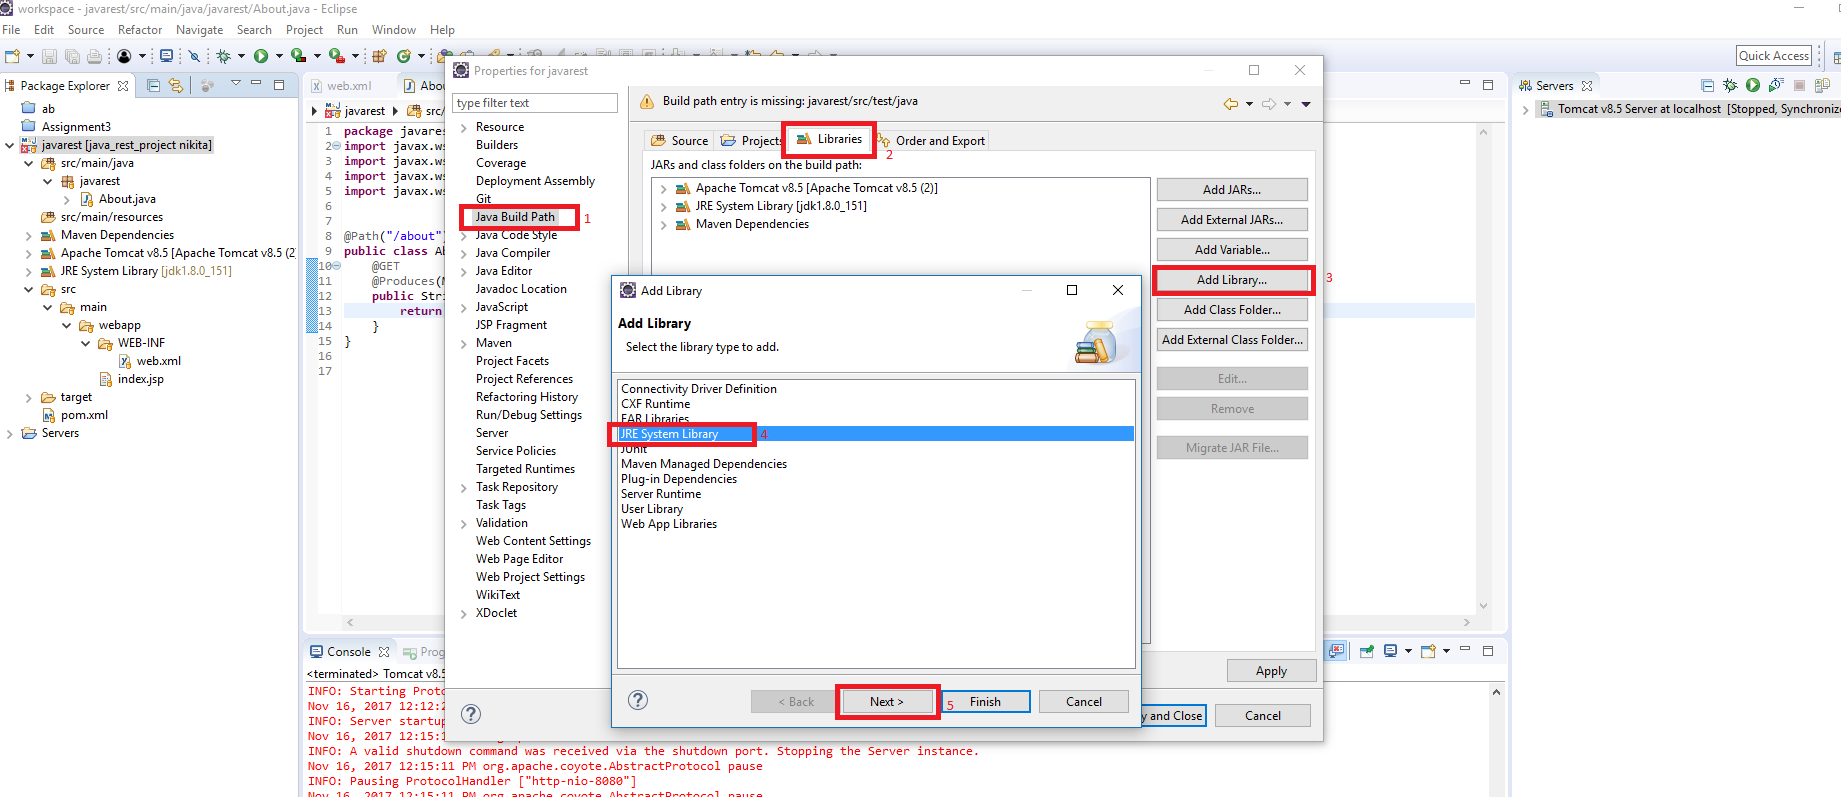 workspace - javarest/src/main/java/javarest/About.java - Eclipse
File Edit Source Refactor Navigate Search Project Run Window Help
Quick Access
Package Explorer
ab
Assignment3
javarest [java_rest_project nikita]
src/main/java
javarest
About.java
src/main/resources
Maven Dependencies
Apache Tomcat v8.5 [Apache Tomcat v8.5 (2)
JRE System Library [jdk1.8.0_151]
src
main
webapp
WEB-INF
web.xml
index.jsp
target
pom.xml
Servers
web.xml
javarest
1 package javares
2 import javax.ws
3 import javax.ws
4 import javax.ws
5 import javax.ws
6
7
8 @Path("/about")
9 public class Ab
10 @GET
11 @Produces(M
12 public Stri
13 return
14 }
15 }
16
17
Properties for javarest
type filter text
Resource
Builders
Coverage
Deployment Assembly
Git
Java Build Path 1
Java Code Style
Java Compiler
Java Editor
Javadoc Location
JavaScript
JSP Fragment
Maven
Project Facets
Project References
Refactoring History
Run/Debug Settings
Server
Service Policies
Targeted Runtimes
Task Repository
Task Tags
Validation
Web Content Settings
Web Page Editor
Web Project Settings
WikiText
XDoclet
Build path entry is missing: javarest/src/test/java
Source Projects Libraries 2 Order and Export
JARs and class folders on the build path:
Apache Tomcat v8.5 [Apache Tomcat v8.5 (2)]
JRE System Library [jdk1.8.0_151]
Maven Dependencies
Add JARs...
Add External JARs...
Add Variable...
Add Library... 3
Add Class Folder...
Add External Class Folder...
Edit...
Remove
Migrate JAR File...
Apply
y and Close Cancel
Add Library
Add Library
Select the library type to add.
Connectivity Driver Definition
CXF Runtime
EAR Libraries
JRE System Library 4
JUnit
Maven Managed Dependencies
Plug-in Dependencies
Server Runtime
User Library
Web App Libraries
< Back Next > 5 Finish Cancel
Servers
Tomcat v8.5 Server at localhost [Stopped, Synchronize
Console Prog
<terminated> Tomcat v8.5
INFO: Starting Proto
Nov 16, 2017 12:12:2
INFO: Server startup
Nov 16, 2017 12:15:1
INFO: A valid shutdown command was received via the shutdown port. Stopping the Server instance.
Nov 16, 2017 12:15:11 PM org.apache.coyote.AbstractProtocol pause
INFO: Pausing ProtocolHandler ["http-nio-8080"]
Nov 16, 2017 12:15:11 PM org.apache.coyote.AbstractProtocol pause